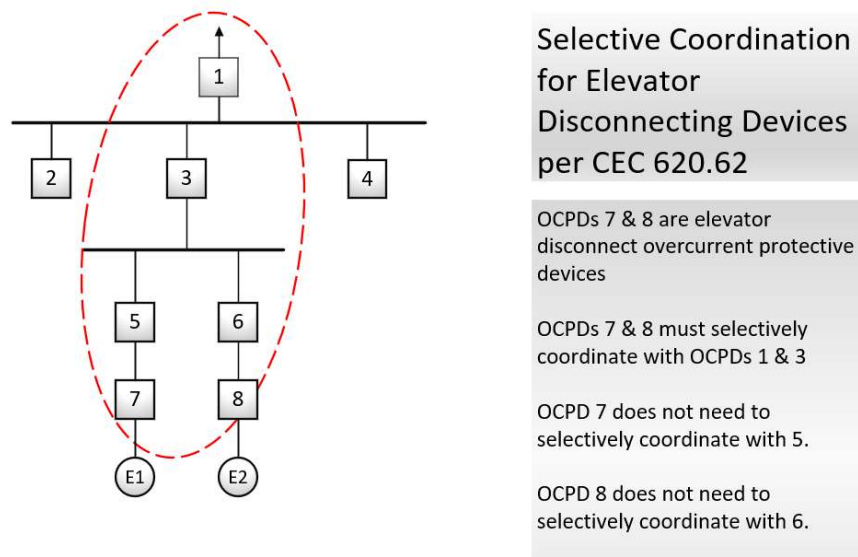 1
2
3
4
5
6
7
8
E1
E2
Selective Coordination
for Elevator
Disconnecting Devices
per CEC 620.62
OCPDs 7 & 8 are elevator
disconnect overcurrent protective
devices
OCPDs 7 & 8 must selectively
coordinate with OCPDs 1 & 3
OCPD 7 does not need to
selectively coordinate with 5.
OCPD 8 does not need to
selectively coordinate with 6.